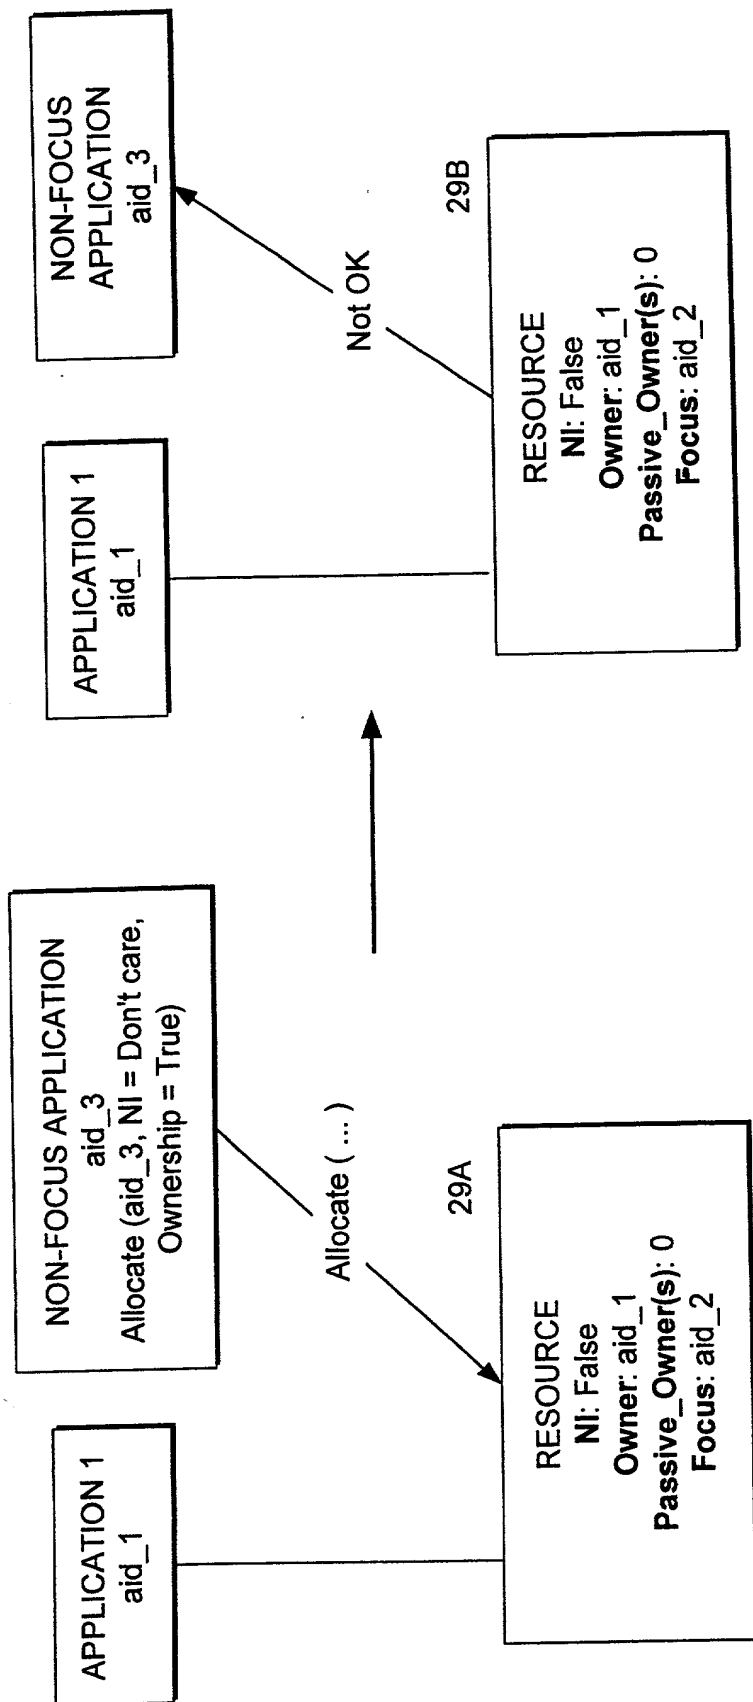 APPLICATION 1
aid_1
NON-FOCUS APPLICATION
aid_3
Allocate (aid_3, NI = Don't care,
Ownership = True)
Allocate ( ... )
29A
RESOURCE
NI: False
Owner: aid_1
Passive_Owner(s): 0
Focus: aid_2
APPLICATION 1
aid_1
NON-FOCUS
APPLICATION
aid_3
Not OK
29B
RESOURCE
NI: False
Owner: aid_1
Passive_Owner(s): 0
Focus: aid_2